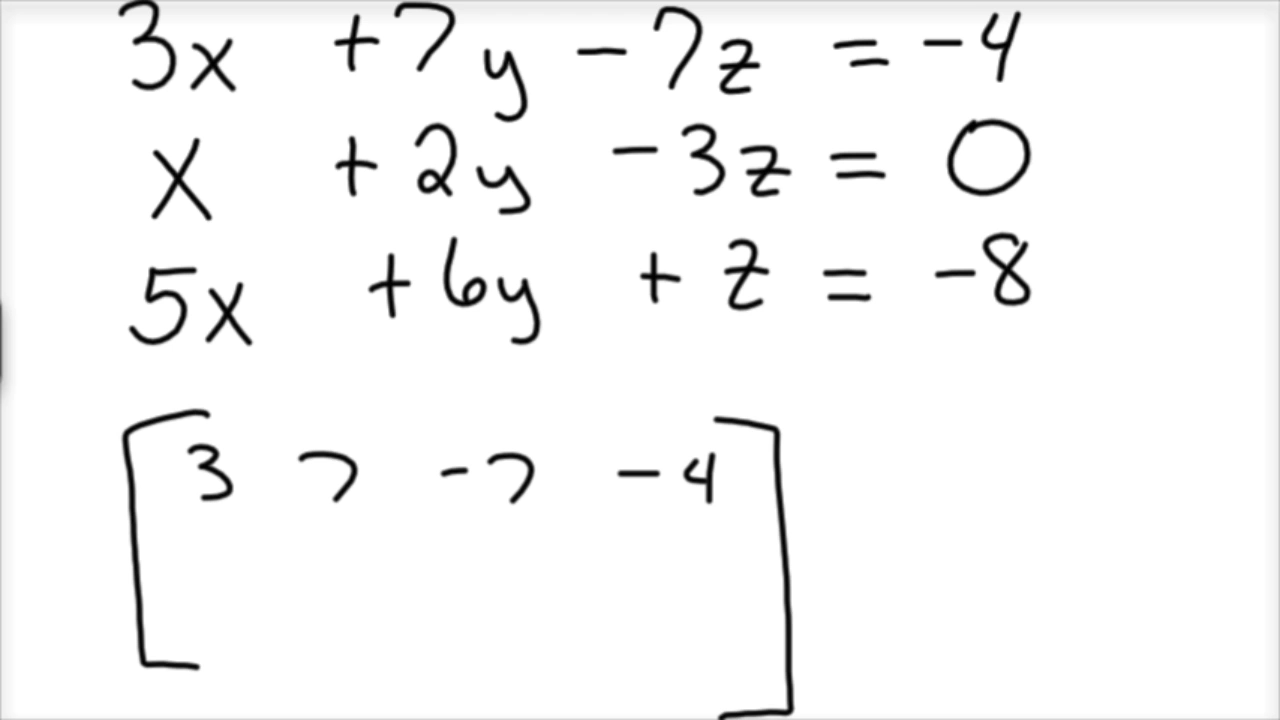 3x + 7y - 7z = -4
x + 2y - 3z = 0
5x + 6y + z = -8
[ 3 7 -7 -4 ]